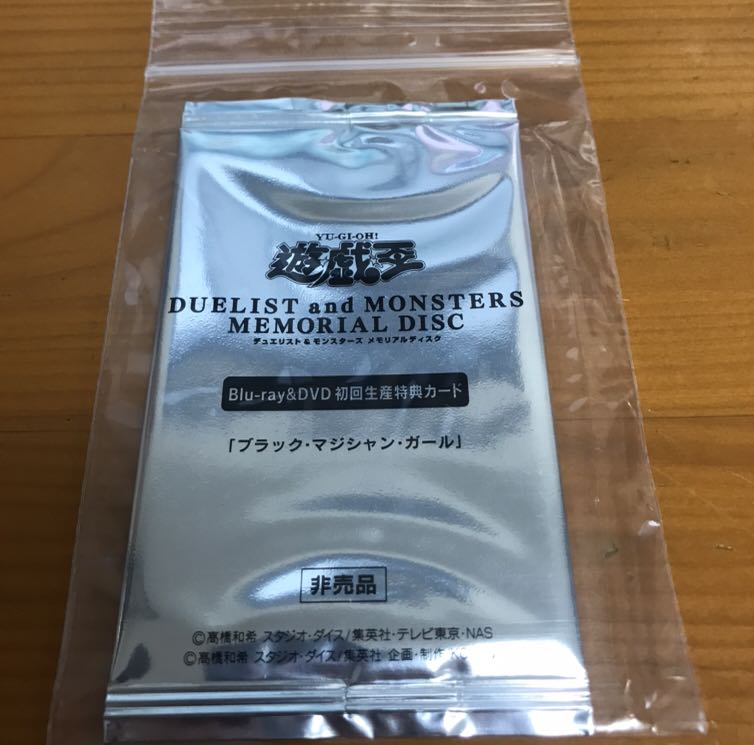 YU-GI-OH!
遊戯王
DUELIST and MONSTERS
MEMORIAL DISC
デュエリスト&モンスターズ メモリアルディスク
Blu-ray&DVD 初回生産特典カード
「ブラック・マジシャン・ガール」
非売品
©高橋和希 スタジオ・ダイス/集英社・テレビ東京・NAS
©高橋和希 スタジオ・ダイス/集英社 企画・制作